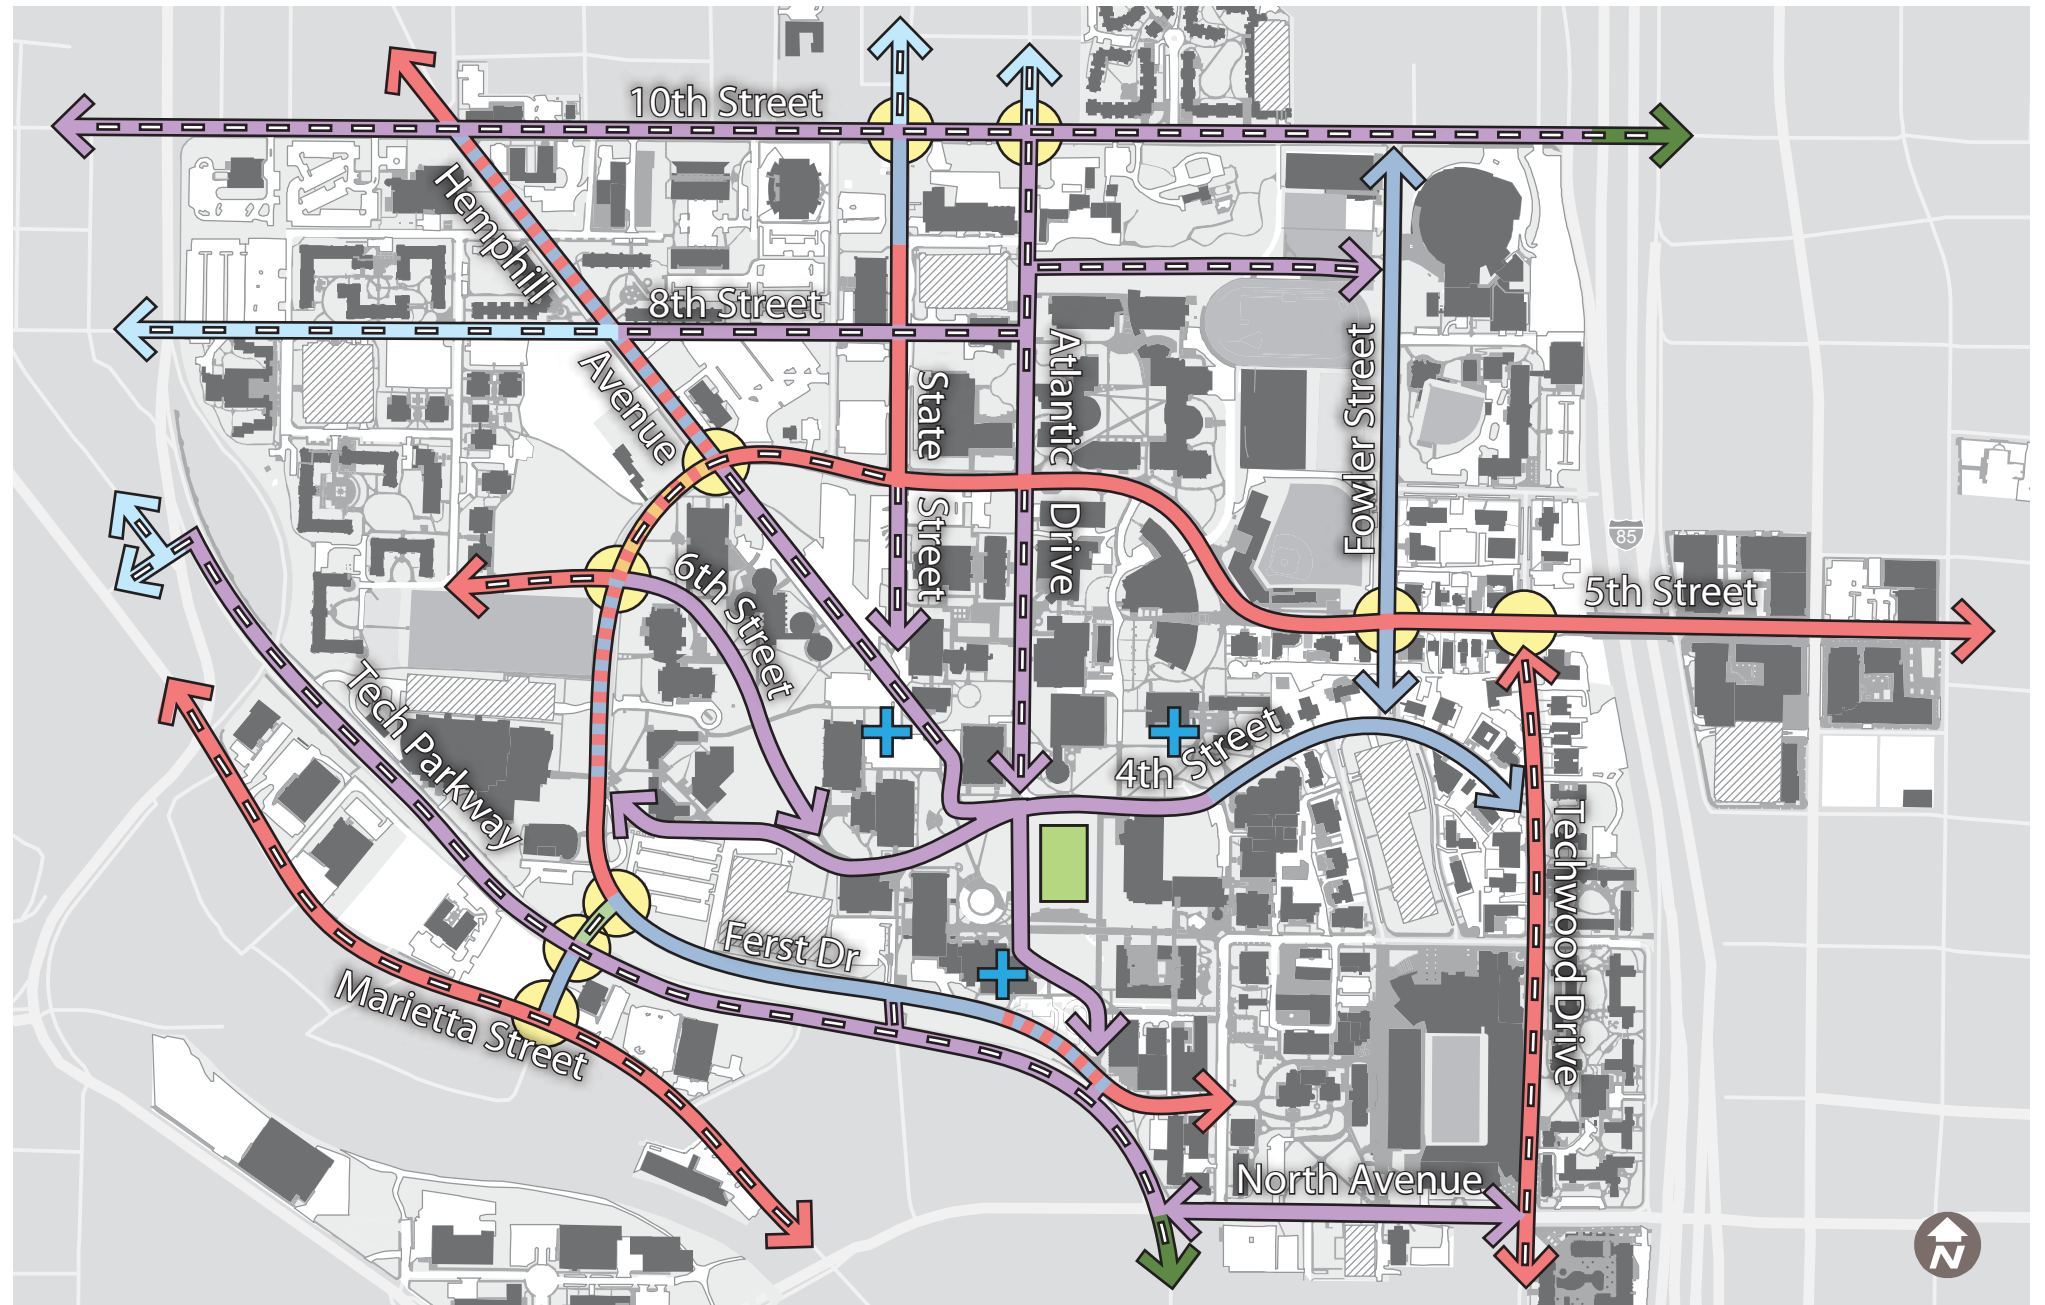 10th Street
Hemphill
Avenue
8th Street
State
Street
Atlantic
Drive
Fowler Street
85
5th Street
6th Street
Tech Parkway
4th Street
Techwood Drive
Ferst Dr
Marietta Street
North Avenue
N